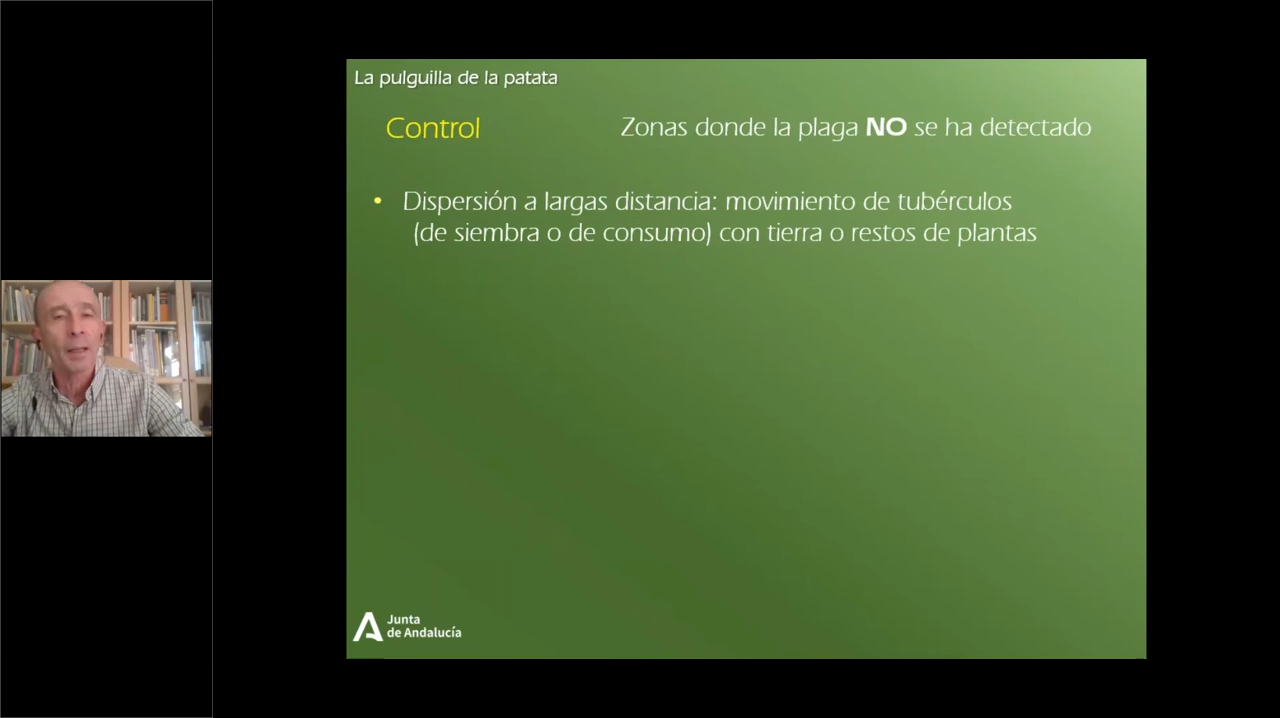 La pulguilla de la patata
Control
Zonas donde la plaga NO se ha detectado
• Dispersión a largas distancia: movimiento de tubérculos
(de siembra o de consumo) con tierra o restos de plantas
Junta
de Andalucía